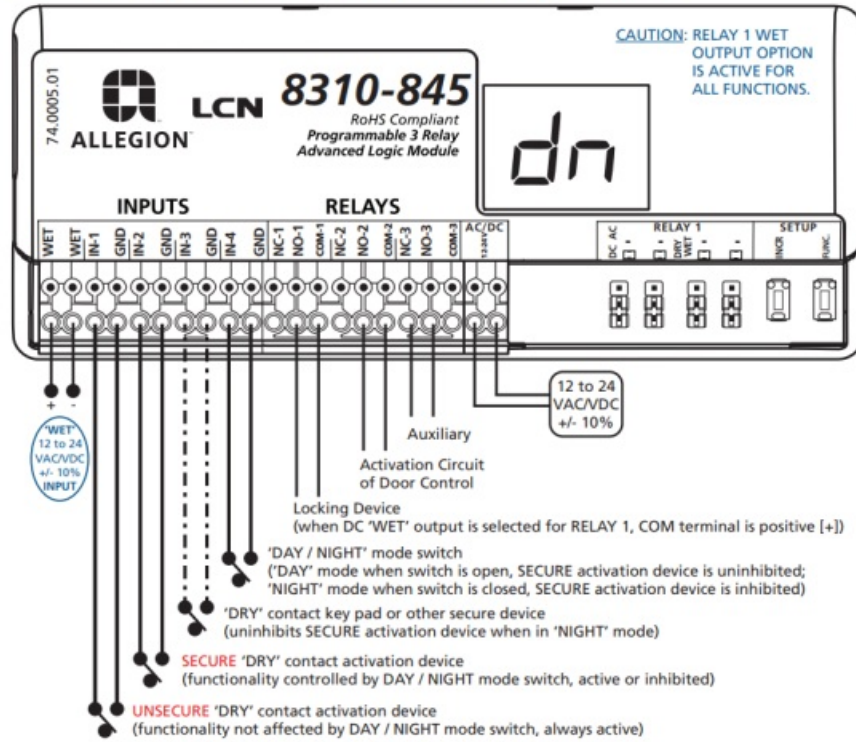 CAUTION: RELAY 1 WET
OUTPUT OPTION
IS ACTIVE FOR
ALL FUNCTIONS.
74.0005.01
ALLEGION
LCN
8310-845
RoHS Compliant
Programmable 3 Relay
Advanced Logic Module
dn
INPUTS
RELAYS
WET WET IN-1 GND IN-2 GND IN-3 GND IN-4 GND NC-1 NO-1 COM-1 NC-2 NO-2 COM-2 NC-3 NO-3 COM-3
AC/DC
12-24V
RELAY 1
DC AC
DRY
WET
SETUP
INCR
FUNC.
+ -
'WET'
12 to 24
VAC/VDC
+/- 10%
INPUT
12 to 24
VAC/VDC
+/- 10%
Auxiliary
Activation Circuit
of Door Control
Locking Device
(when DC 'WET' output is selected for RELAY 1, COM terminal is positive [+])
'DAY / NIGHT' mode switch
('DAY' mode when switch is open, SECURE activation device is uninhibited;
'NIGHT' mode when switch is closed, SECURE activation device is inhibited)
'DRY' contact key pad or other secure device
(uninhibits SECURE activation device when in 'NIGHT' mode)
SECURE 'DRY' contact activation device
(functionality controlled by DAY / NIGHT mode switch, active or inhibited)
UNSECURE 'DRY' contact activation device
(functionality not affected by DAY / NIGHT mode switch, always active)